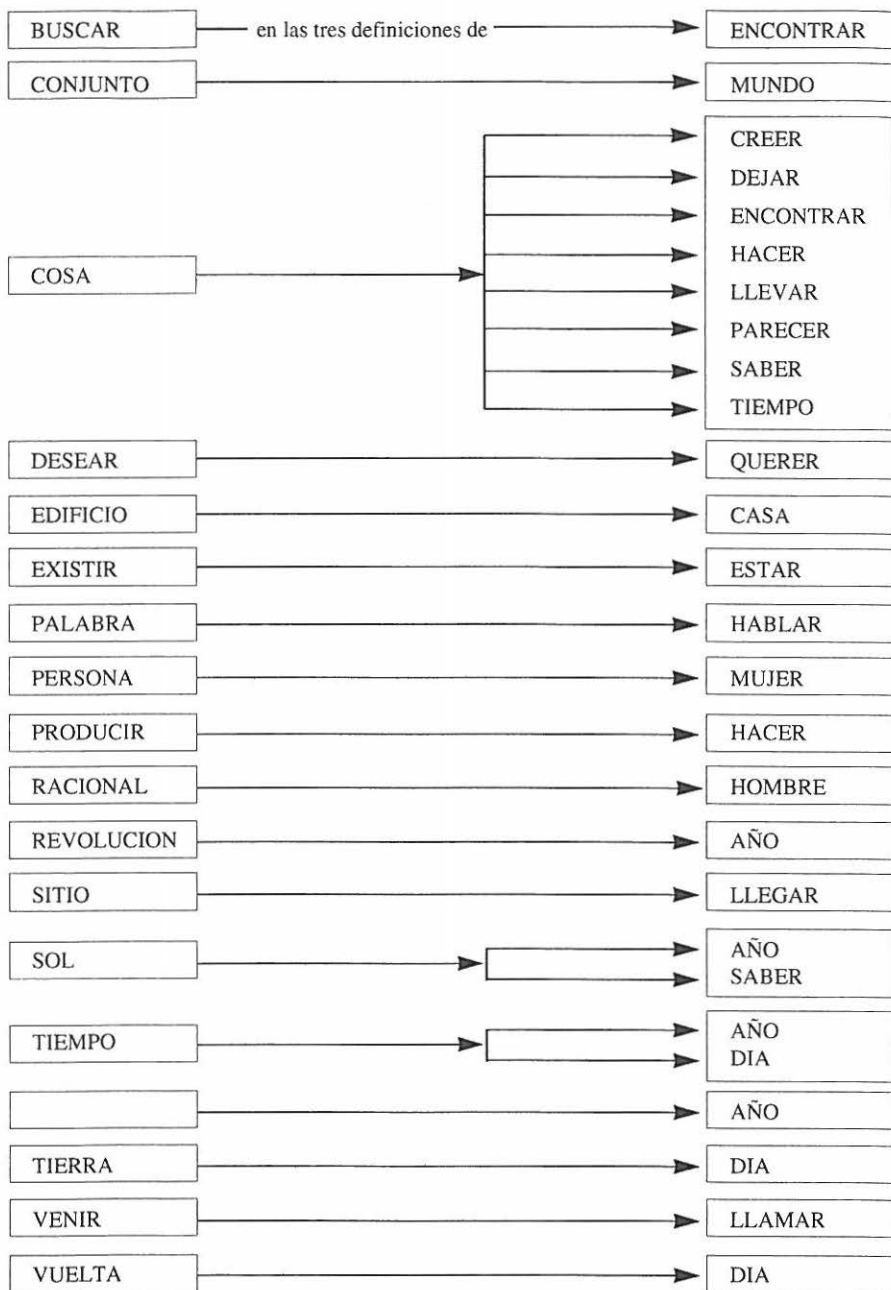 BUSCAR en las tres definiciones de ENCONTRAR
CONJUNTO MUNDO
CREER
DEJAR
ENCONTRAR
HACER
COSA
LLEVAR
PARECER
SABER
TIEMPO
DESEAR QUERER
EDIFICIO CASA
EXISTIR ESTAR
PALABRA HABLAR
PERSONA MUJER
PRODUCIR HACER
RACIONAL HOMBRE
REVOLUCION AÑO
SITIO LLEGAR
SOL AÑO
SABER
TIEMPO AÑO
DIA
AÑO
TIERRA DIA
VENIR LLAMAR
VUELTA DIA